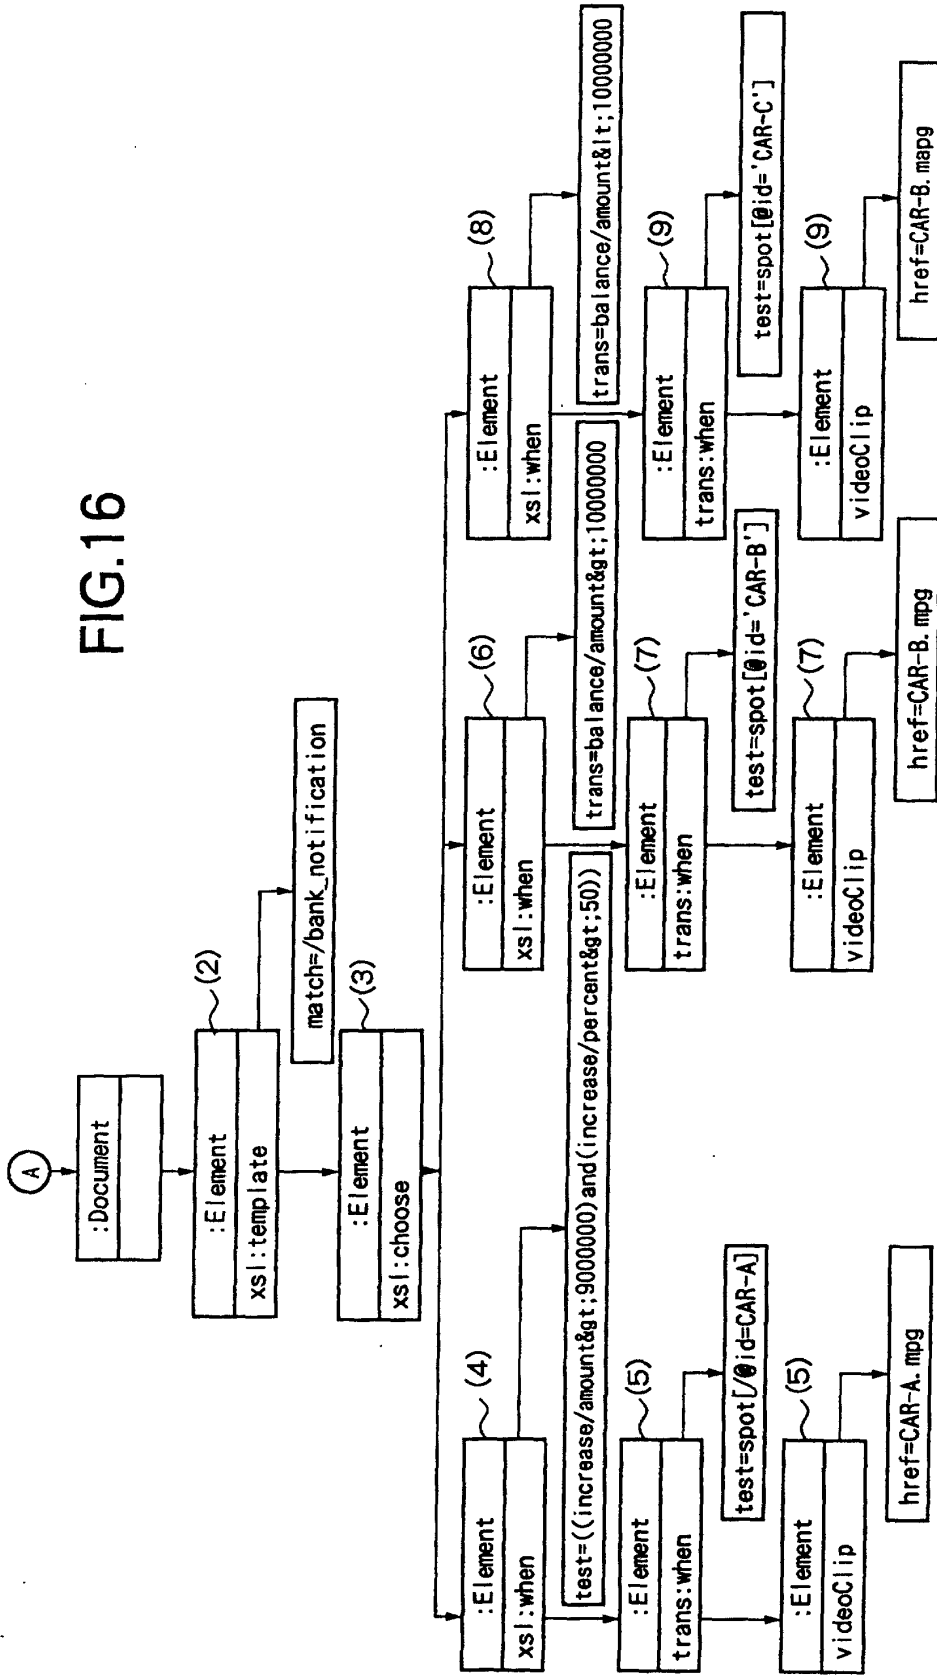 FIG.16
A
:Document
:Element
xsl:template
(2)
match=/bank_notification
:Element
xsl:choose
(3)
:Element
xsl:when
(4)
test=((increase/amount&gt;9000000)and(increase/percent&gt;50))
:Element
trans:when
(5)
test=spot[/@id=CAR-A]
:Element
videoClip
(5)
href=CAR-A.mpg
:Element
xsl:when
(6)
trans=balance/amount&gt;10000000
:Element
trans:when
(7)
test=spot[@id='CAR-B']
:Element
videoClip
(7)
href=CAR-B.mpg
:Element
xsl:when
(8)
trans=balance/amount&lt;10000000
:Element
trans:when
(9)
test=spot[@id='CAR-C']
:Element
videoClip
(9)
href=CAR-B.mapg